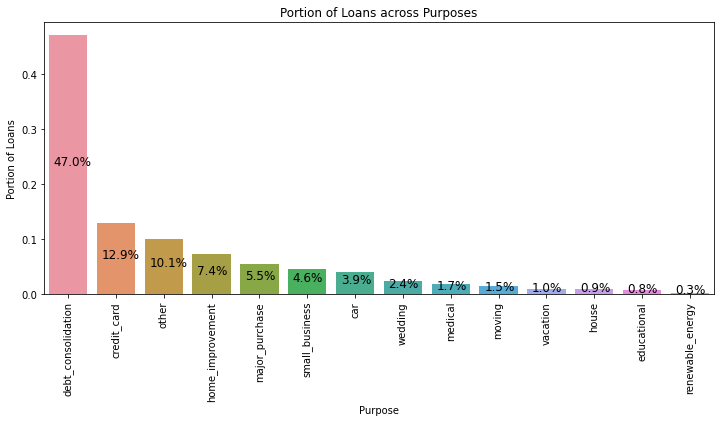 Portion of Loans across Purposes
Portion of Loans
0.4
0.3
0.2
0.1
0.0
47.0%
12.9%
10.1%
7.4%
5.5%
4.6%
3.9%
2.4%
1.7%
1.5%
1.0%
0.9%
0.8%
0.3%
debt_consolidation
credit_card
other
home_improvement
major_purchase
small_business
car
wedding
medical
moving
vacation
house
educational
renewable_energy
Purpose